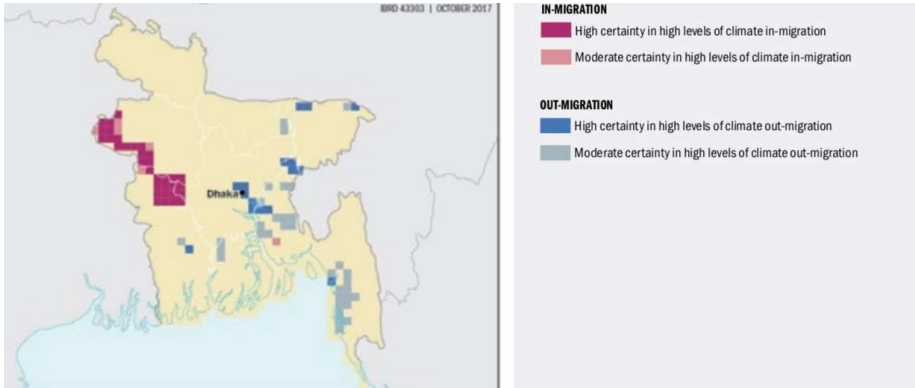 IBRD 43303 | OCTOBER 2017
Dhaka
IN-MIGRATION
High certainty in high levels of climate in-migration
Moderate certainty in high levels of climate in-migration
OUT-MIGRATION
High certainty in high levels of climate out-migration
Moderate certainty in high levels of climate out-migration